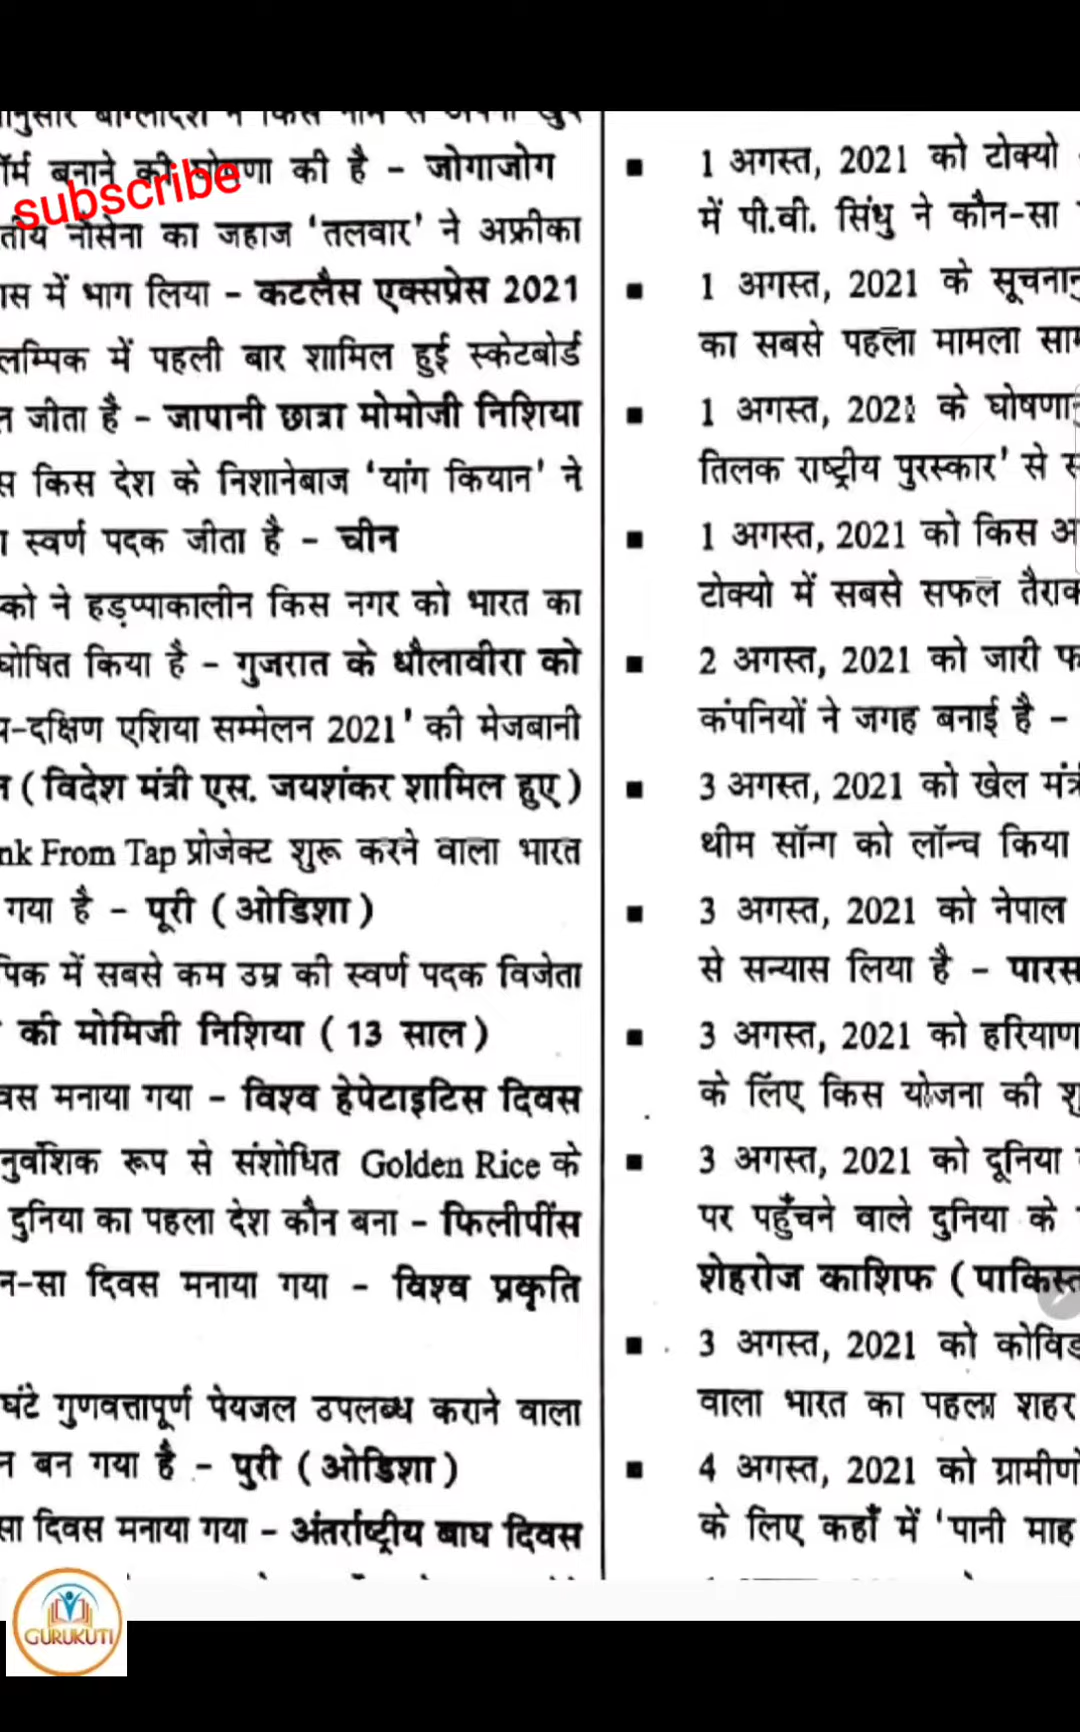 की है - जोगाजोग
subscribe
नौसेना का जहाज 'तलवार' ने अफ्रीका
में भाग लिया - कटलैस एक्सप्रेस 2021
में पहली बार शामिल हुई स्केटबोर्ड
जीता है - जापानी छात्रा मोमोजी निशिया
किस देश के निशानेबाज 'यांग कियान' ने
स्वर्ण पदक जीता है - चीन
को ने हड़प्पाकालीन किस नगर को भारत का
घोषित किया है - गुजरात के धौलावीरा को
-दक्षिण एशिया सम्मेलन 2021' की मेजबानी
( विदेश मंत्री एस. जयशंकर शामिल हुए )
nk From Tap प्रोजेक्ट शुरू करने वाला भारत
गया है - पूरी ( ओडिशा )
पिक में सबसे कम उम्र की स्वर्ण पदक विजेता
की मोमिजी निशिया ( 13 साल )
वस मनाया गया - विश्व हेपेटाइटिस दिवस
नुवंशिक रूप से संशोधित Golden Rice के
दुनिया का पहला देश कौन बना - फिलीपींस
न-सा दिवस मनाया गया - विश्व प्रकृति
घंटे गुणवत्तापूर्ण पेयजल उपलब्ध कराने वाला
न बन गया है - पुरी ( ओडिशा )
सा दिवस मनाया गया - अंतर्राष्ट्रीय बाघ दिवस
■ 1 अगस्त, 2021 को टोक्यो
में पी.वी. सिंधु ने कौन-सा
■ 1 अगस्त, 2021 के सूचनानु
का सबसे पहला मामला साम
■ 1 अगस्त, 2021 के घोषणानु
तिलक राष्ट्रीय पुरस्कार' से स
■ 1 अगस्त, 2021 को किस अ
टोक्यो में सबसे सफल तैराक
■ 2 अगस्त, 2021 को जारी फ
कंपनियों ने जगह बनाई है -
■ 3 अगस्त, 2021 को खेल मंत्र
थीम सॉन्ग को लॉन्च किया
■ 3 अगस्त, 2021 को नेपाल
से सन्यास लिया है - पारस
■ 3 अगस्त, 2021 को हरियाण
के लिए किस योजना की शु
■ 3 अगस्त, 2021 को दूनिया
पर पहुँचने वाले दुनिया के
शेहरोज काशिफ ( पाकिस्त
■ 3 अगस्त, 2021 को कोविड
वाला भारत का पहला शहर
■ 4 अगस्त, 2021 को ग्रामीण
के लिए कहाँ में 'पानी माह
GURUKUTI